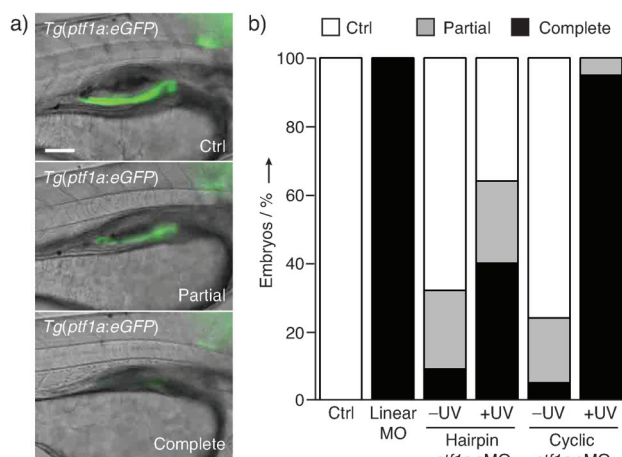 a)
Tg(ptf1a:eGFP)
Ctrl
Tg(ptf1a:eGFP)
Partial
Tg(ptf1a:eGFP)
Complete
b)
Ctrl Partial Complete
Embryos / %
100
80
60
40
20
0
Ctrl Linear MO –UV +UV –UV +UV
Hairpin Cyclic